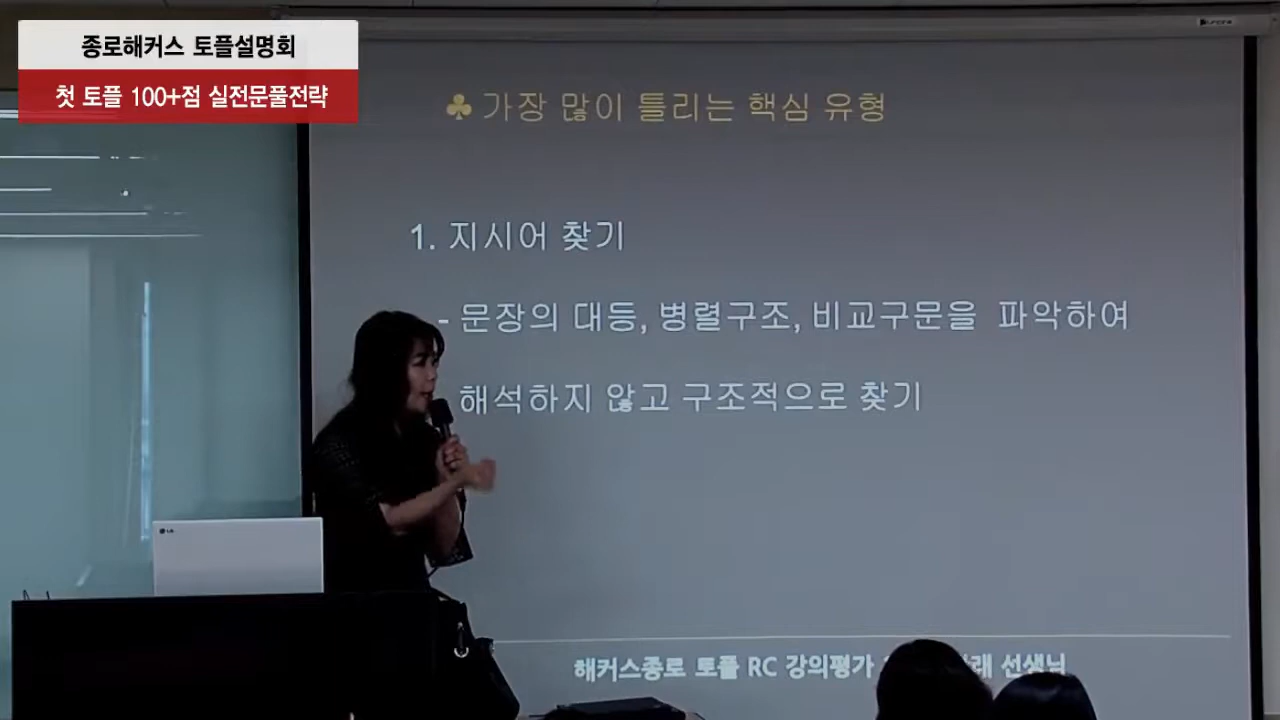 종로해커스 토플설명회
첫 토플 100+점 실전문풀전략
♣ 가장 많이 틀리는 핵심 유형
1. 지시어 찾기
- 문장의 대등, 병렬구조, 비교구문을 파악하여
해석하지 않고 구조적으로 찾기
LG
해커스종로 토플 RC 강의평가 선생님